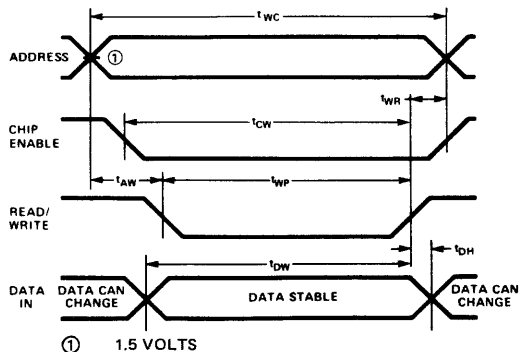 tWC
ADDRESS
①
tWR
tCW
CHIP
ENABLE
tAW
tWP
READ/
WRITE
tDH
tDW
DATA
IN
DATA CAN
CHANGE
DATA STABLE
DATA CAN
CHANGE
① 1.5 VOLTS